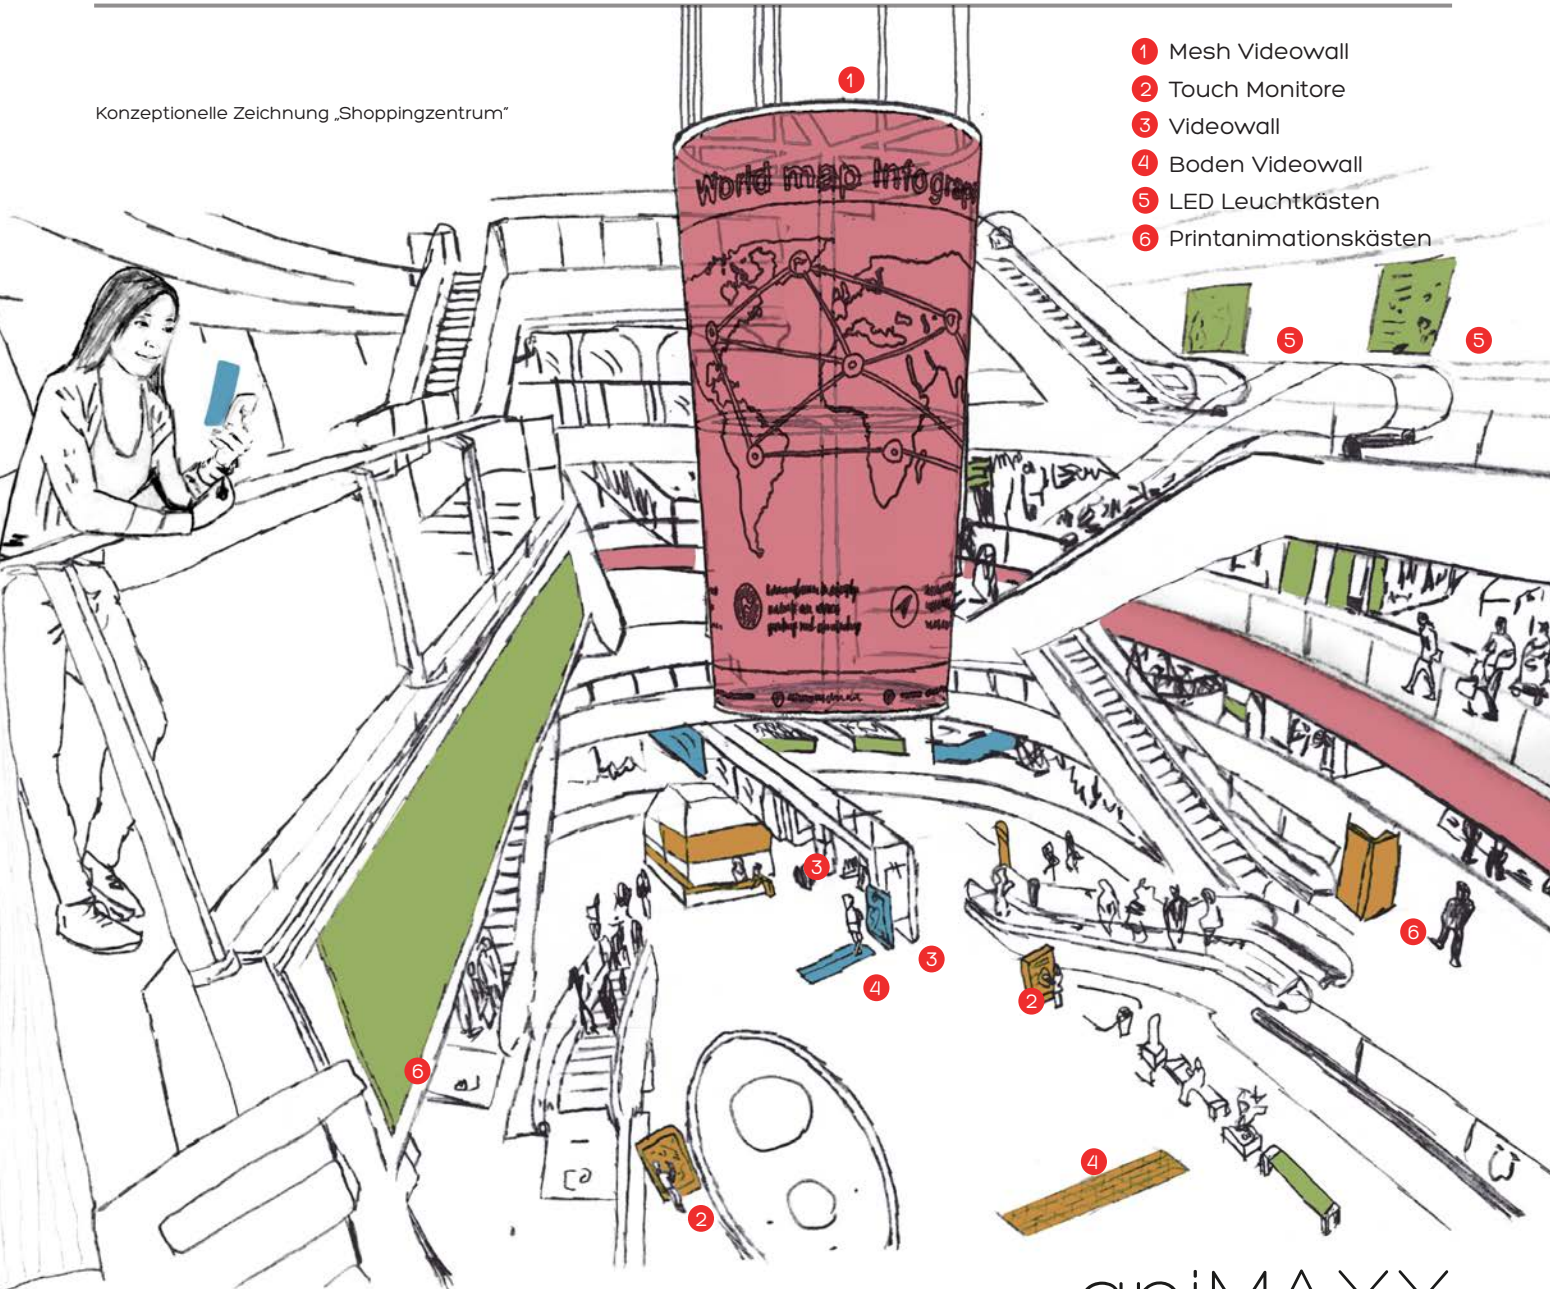 Konzeptionelle Zeichnung „Shoppingzentrum“
1 Mesh Videowall
2 Touch Monitore
3 Videowall
4 Boden Videowall
5 LED Leuchtkästen
6 Printanimationskästen
1
World map Infograp
5
5
3
6
3
4
2
6
4
2